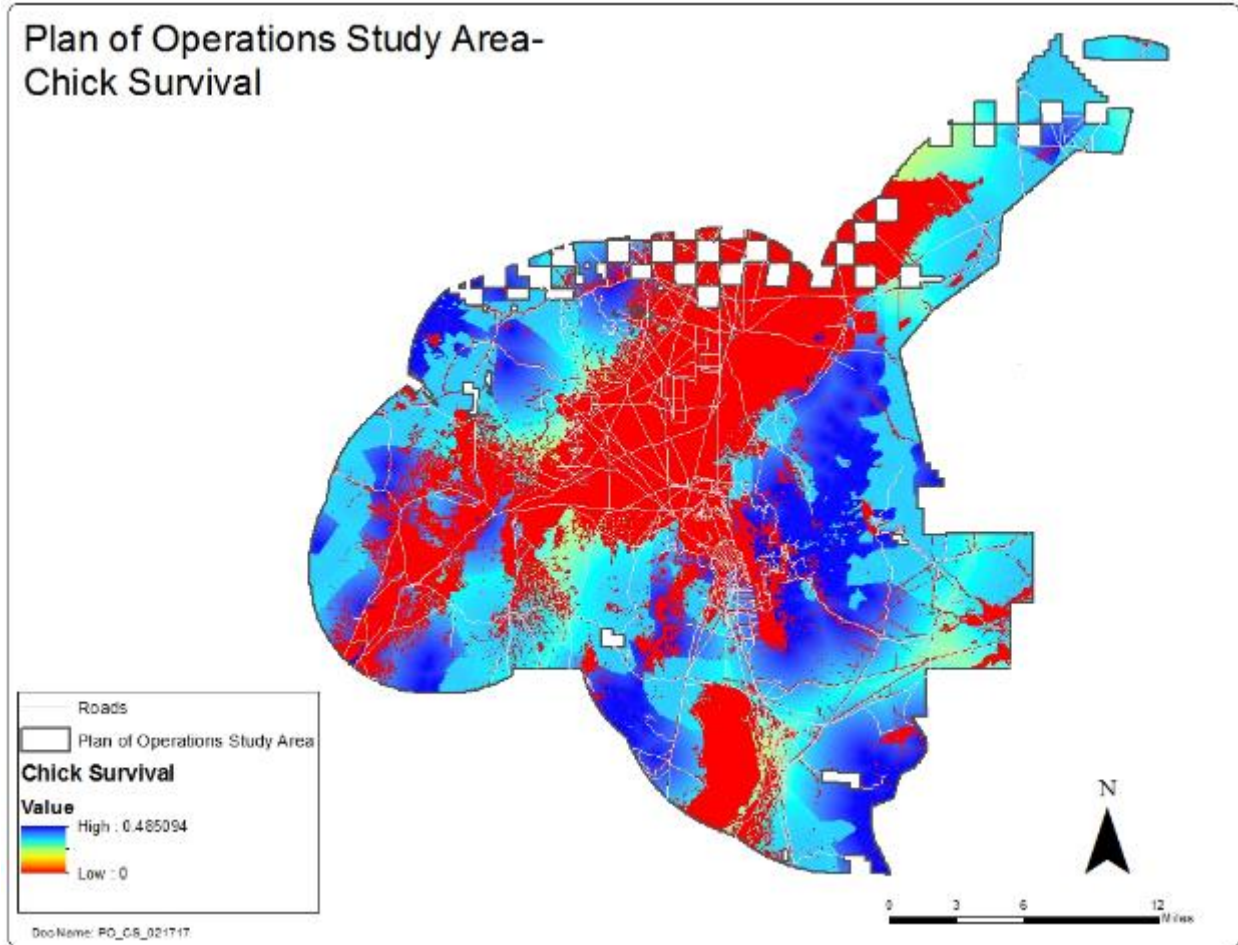 Plan of Operations Study Area-
Chick Survival
Roads
Plan of Operations Study Area
Chick Survival
Value
High : 0.485094
Low : 0
Doc Name: PO_CS_021717
N
0 3 6 12
Miles